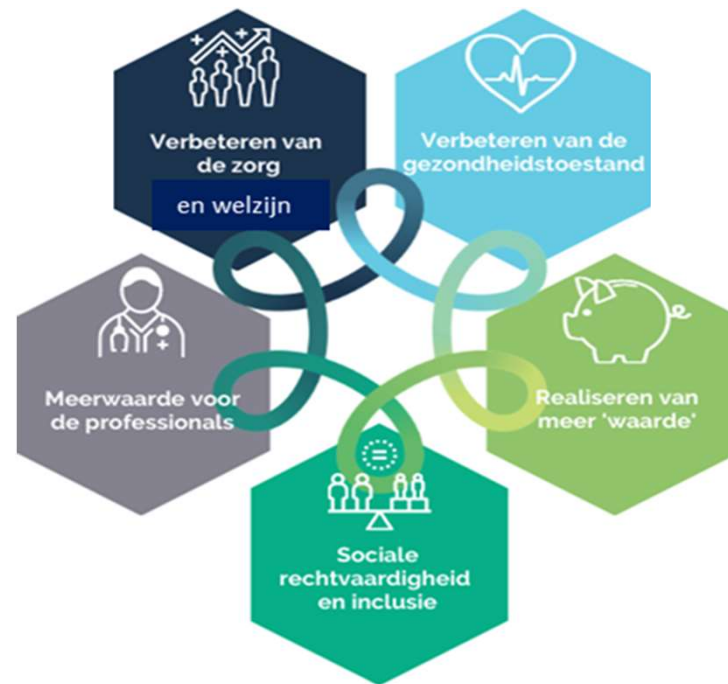 Verbeteren van
de zorg
en welzijn
Verbeteren van de
gezondheidstoestand
Meerwaarde voor
de professionals
Realiseren van
meer 'waarde'
=
Sociale
rechtvaardigheid
en inclusie